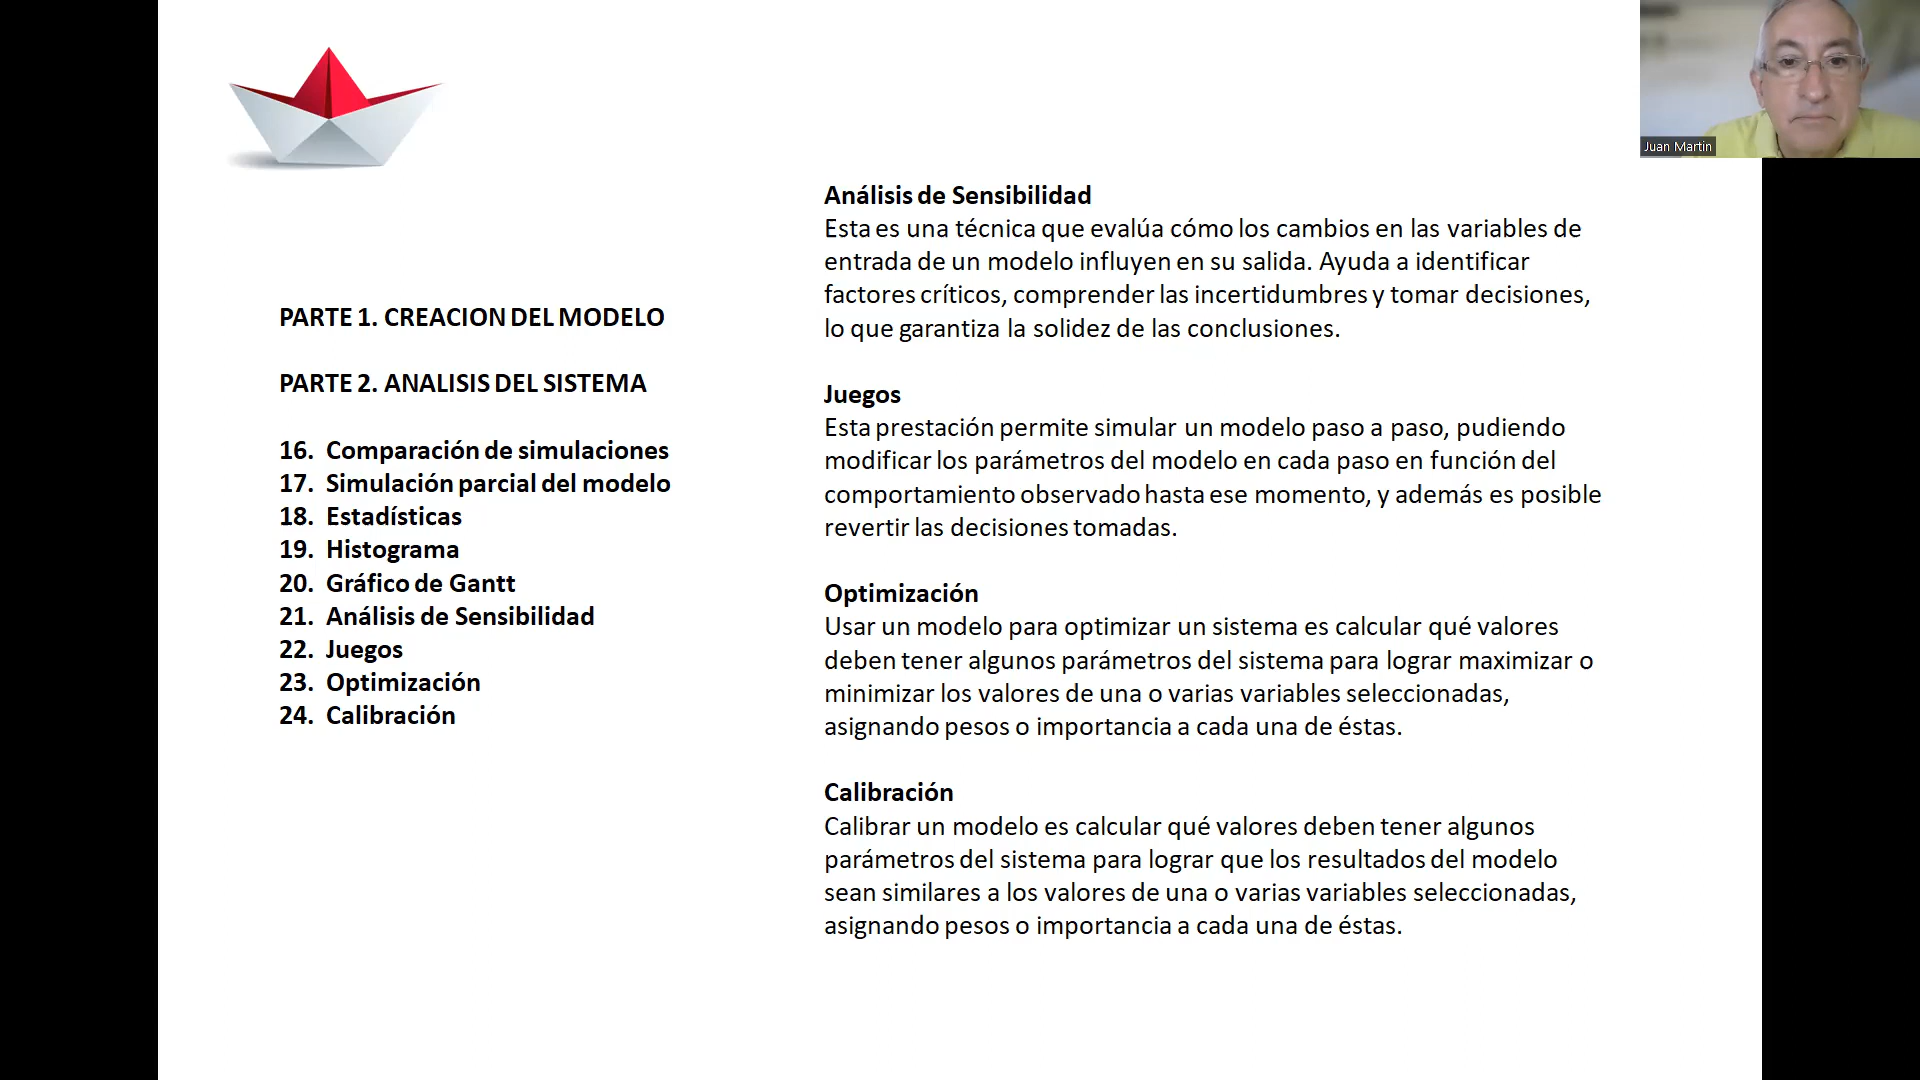 PARTE 1. CREACION DEL MODELO
PARTE 2. ANALISIS DEL SISTEMA
16. Comparación de simulaciones
17. Simulación parcial del modelo
18. Estadísticas
19. Histograma
20. Gráfico de Gantt
21. Análisis de Sensibilidad
22. Juegos
23. Optimización
24. Calibración
Análisis de Sensibilidad
Esta es una técnica que evalúa cómo los cambios en las variables de
entrada de un modelo influyen en su salida. Ayuda a identificar
factores críticos, comprender las incertidumbres y tomar decisiones,
lo que garantiza la solidez de las conclusiones.
Juegos
Esta prestación permite simular un modelo paso a paso, pudiendo
modificar los parámetros del modelo en cada paso en función del
comportamiento observado hasta ese momento, y además es posible
revertir las decisiones tomadas.
Optimización
Usar un modelo para optimizar un sistema es calcular qué valores
deben tener algunos parámetros del sistema para lograr maximizar o
minimizar los valores de una o varias variables seleccionadas,
asignando pesos o importancia a cada una de éstas.
Calibración
Calibrar un modelo es calcular qué valores deben tener algunos
parámetros del sistema para lograr que los resultados del modelo
sean similares a los valores de una o varias variables seleccionadas,
asignando pesos o importancia a cada una de éstas.
Juan Martin